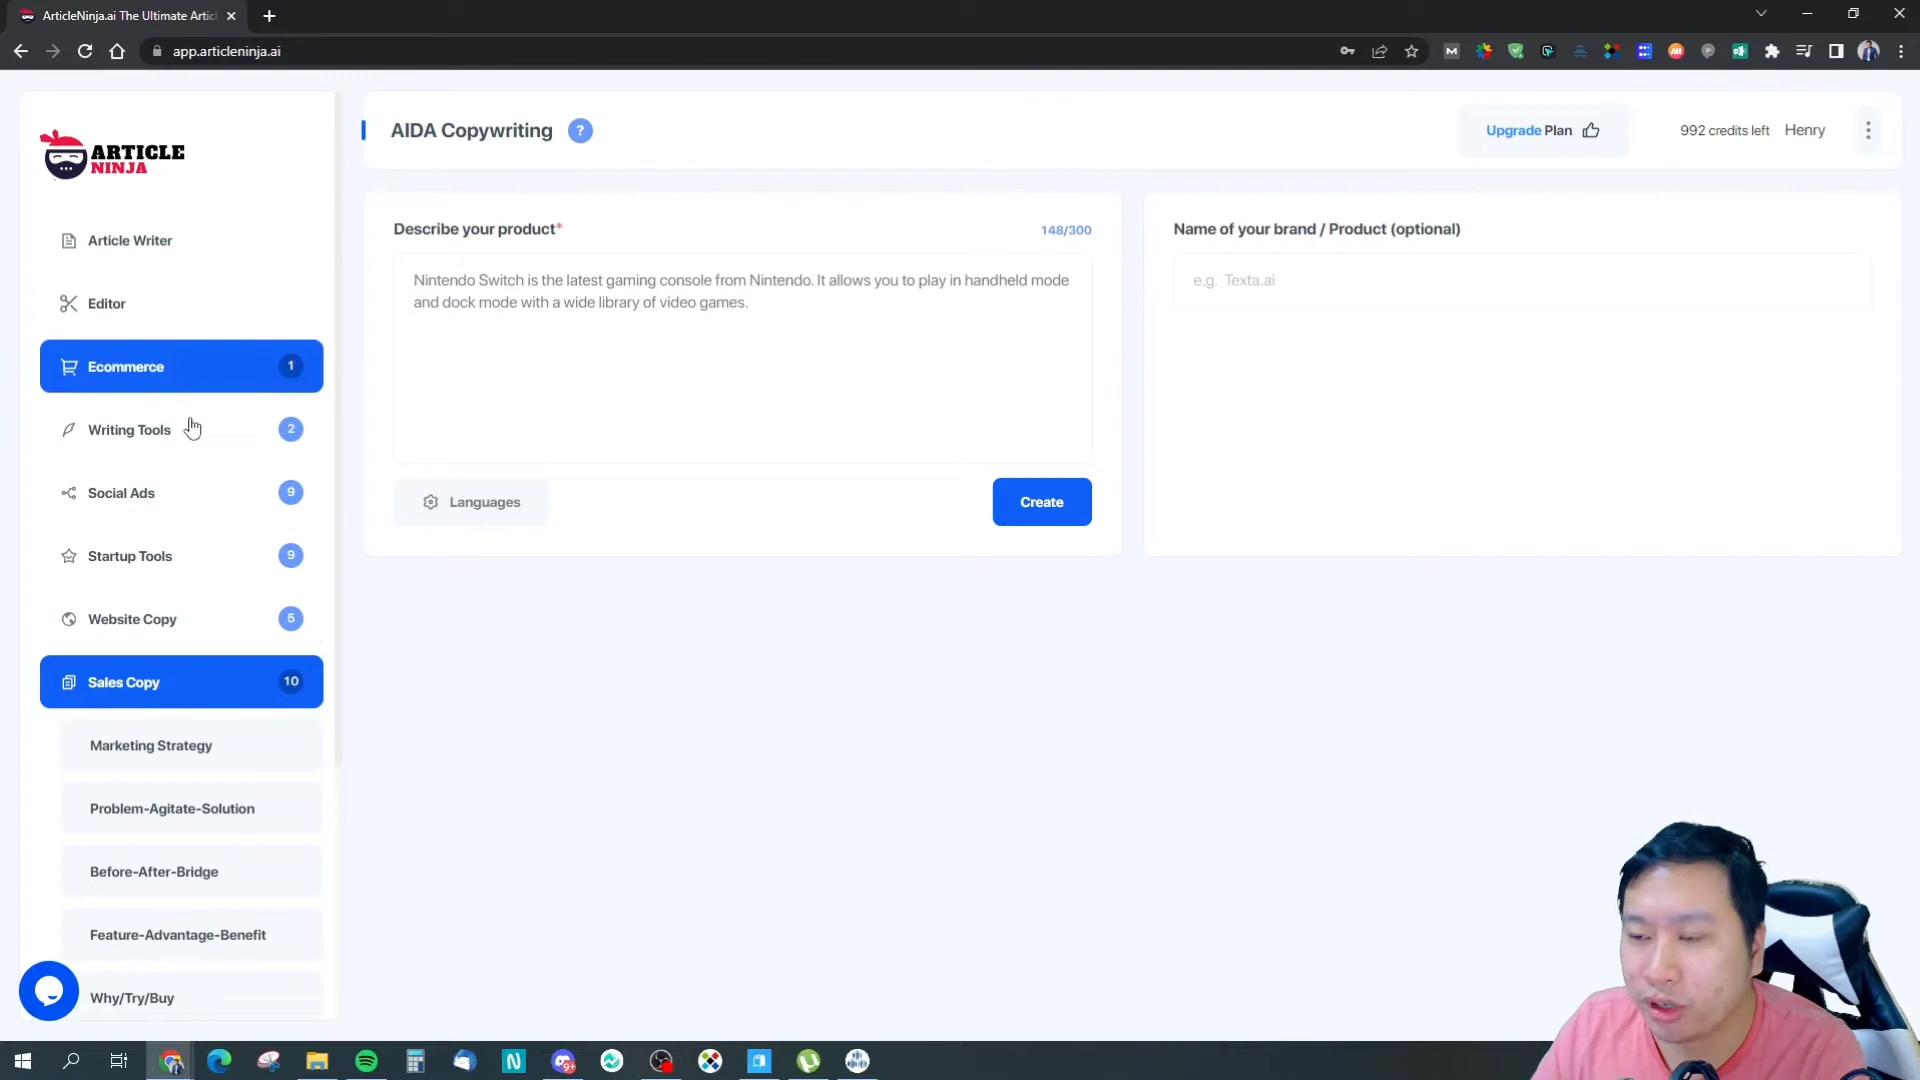 ArticleNinja.ai The Ultimate Artic
app.articleninja.ai
ARTICLE
NINJA
AIDA Copywriting ?
Upgrade Plan
992 credits left Henry
Article Writer
Editor
Ecommerce 1
Writing Tools 2
Social Ads 9
Startup Tools 9
Website Copy 5
Sales Copy 10
Marketing Strategy
Problem-Agitate-Solution
Before-After-Bridge
Feature-Advantage-Benefit
Why/Try/Buy
Describe your product* 148/300
Nintendo Switch is the latest gaming console from Nintendo. It allows you to play in handheld mode
and dock mode with a wide library of video games.
Languages
Create
Name of your brand / Product (optional)
e.g. Texta.ai